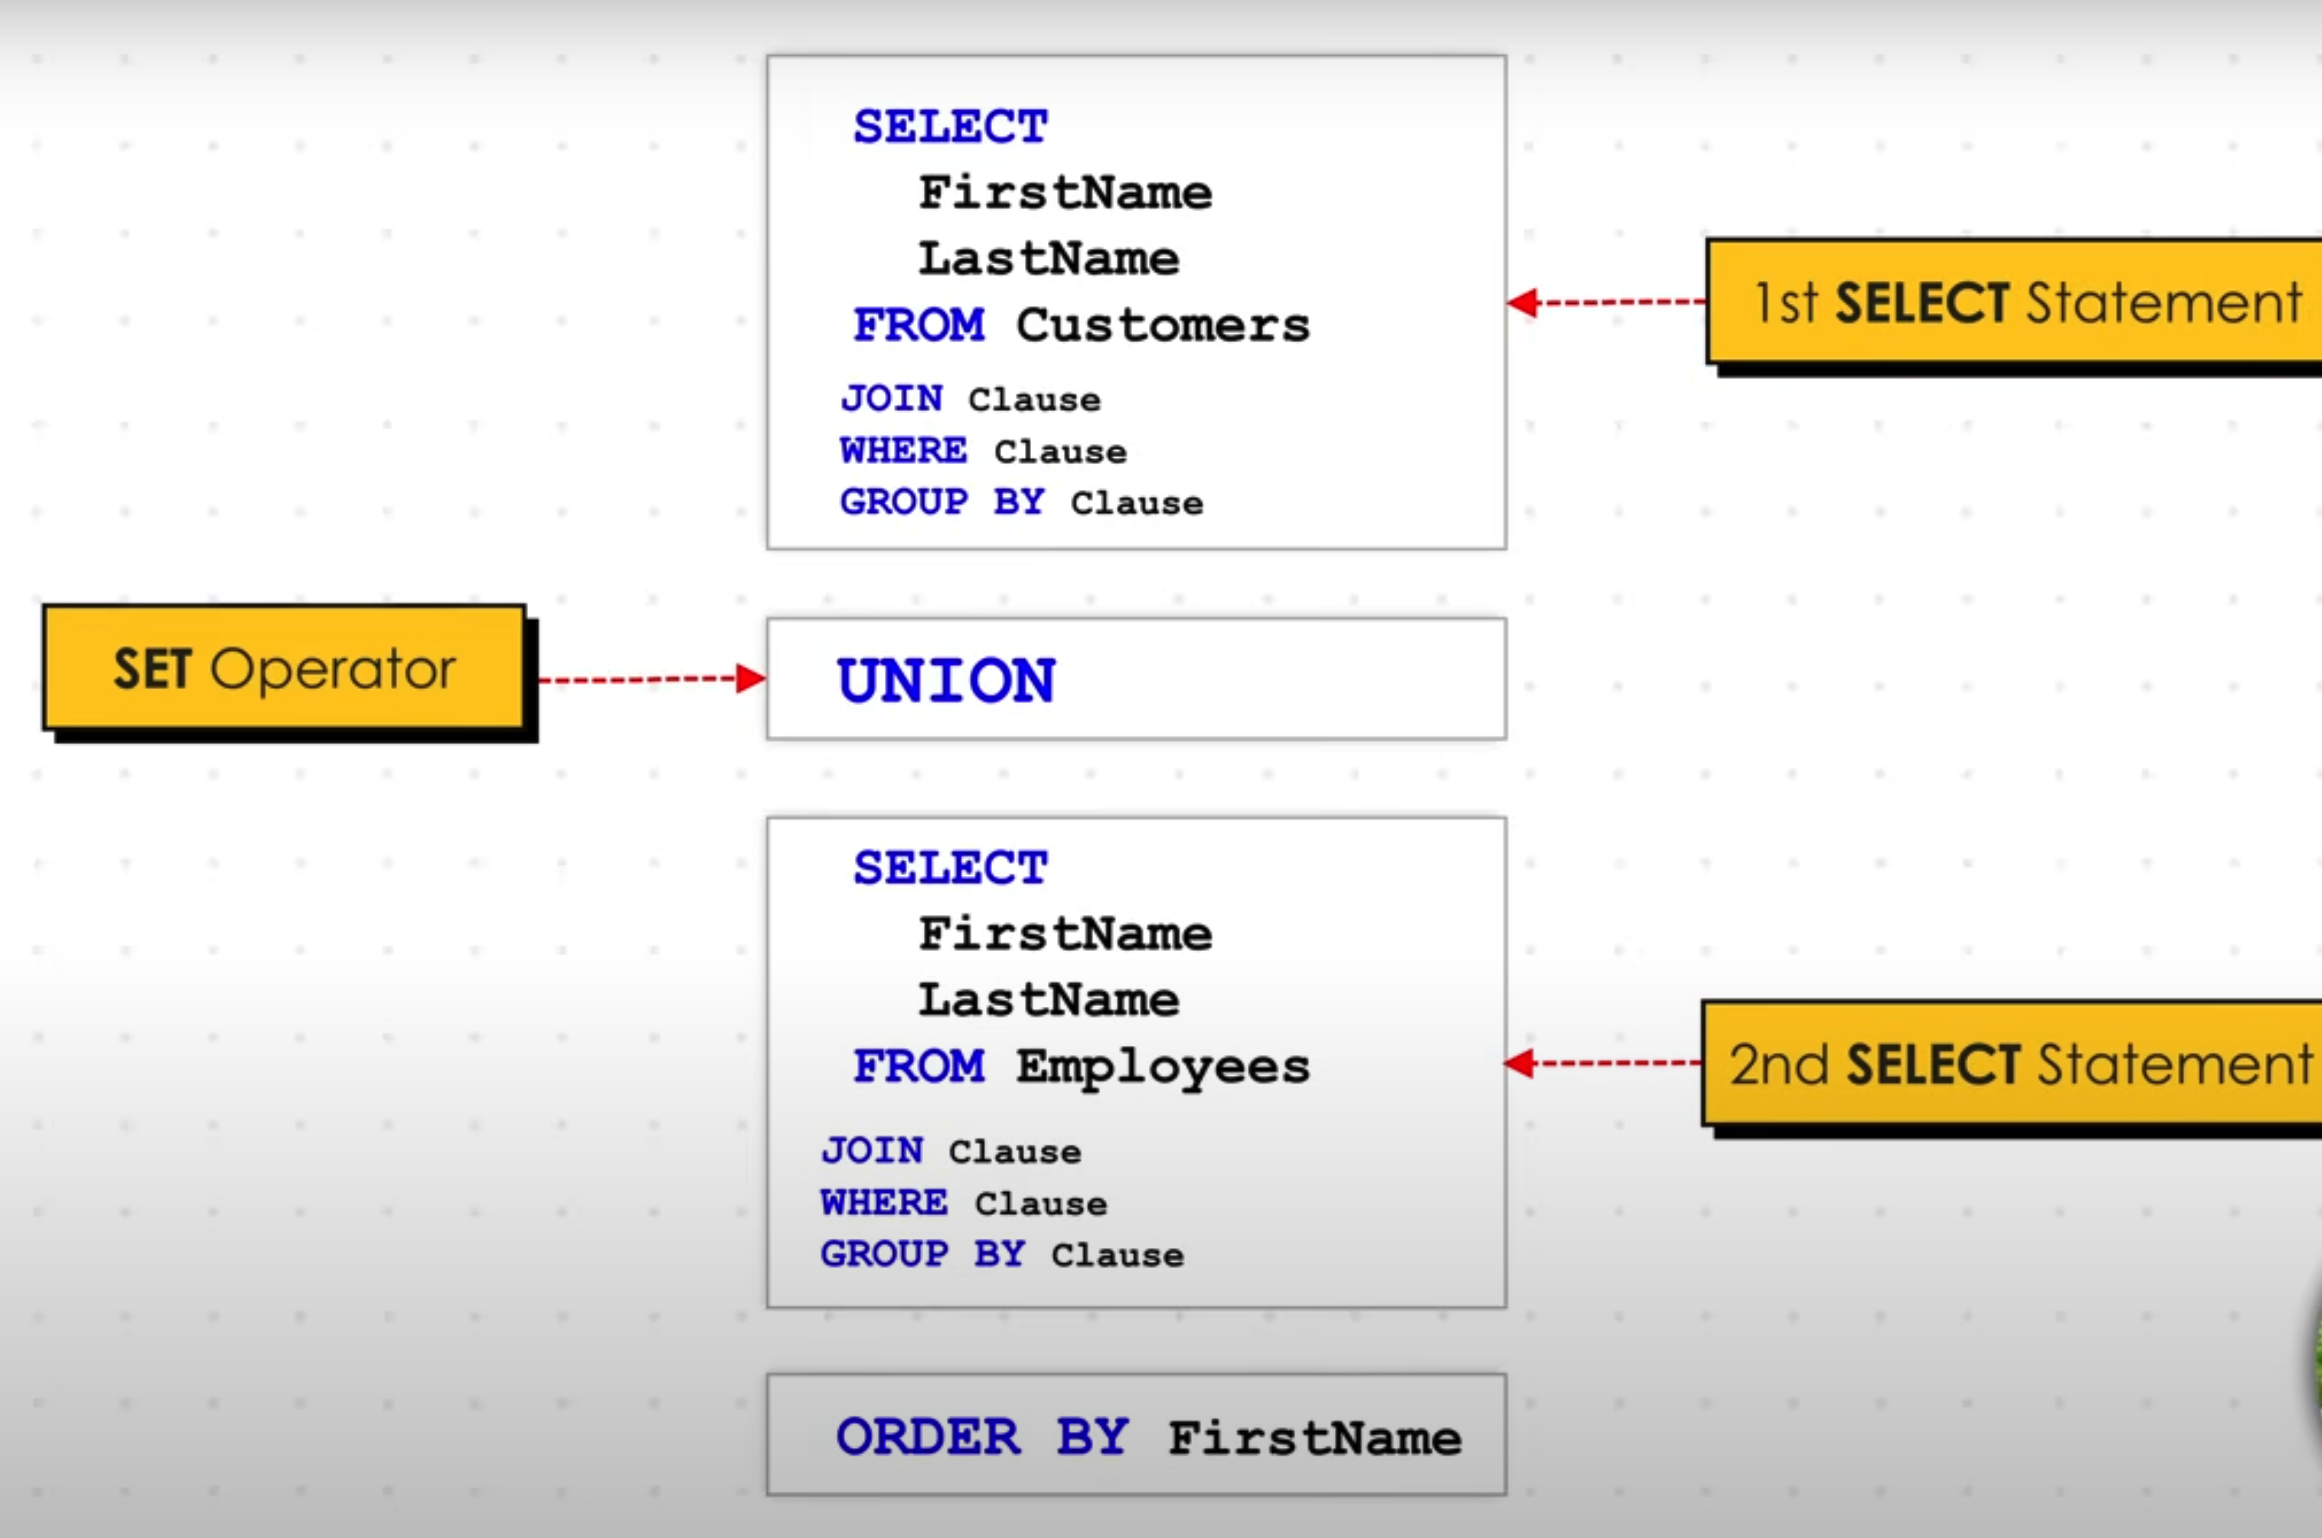 SELECT
FirstName
LastName
FROM Customers
JOIN Clause
WHERE Clause
GROUP BY Clause
1st SELECT Statement
SET Operator
UNION
SELECT
FirstName
LastName
FROM Employees
JOIN Clause
WHERE Clause
GROUP BY Clause
2nd SELECT Statement
ORDER BY FirstName